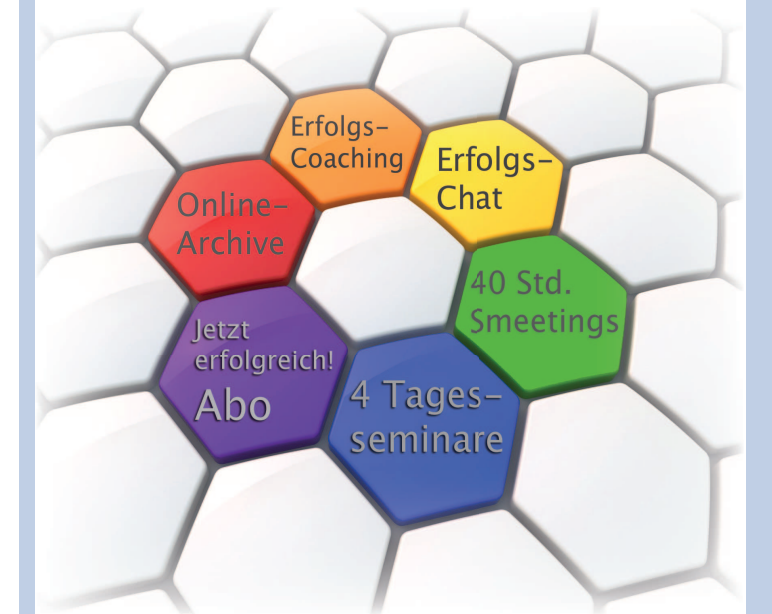 Erfolgs-
Coaching
Erfolgs-
Chat
Online-
Archive
40 Std.
Smeetings
Jetzt
erfolgreich!
Abo
4 Tages-
seminare